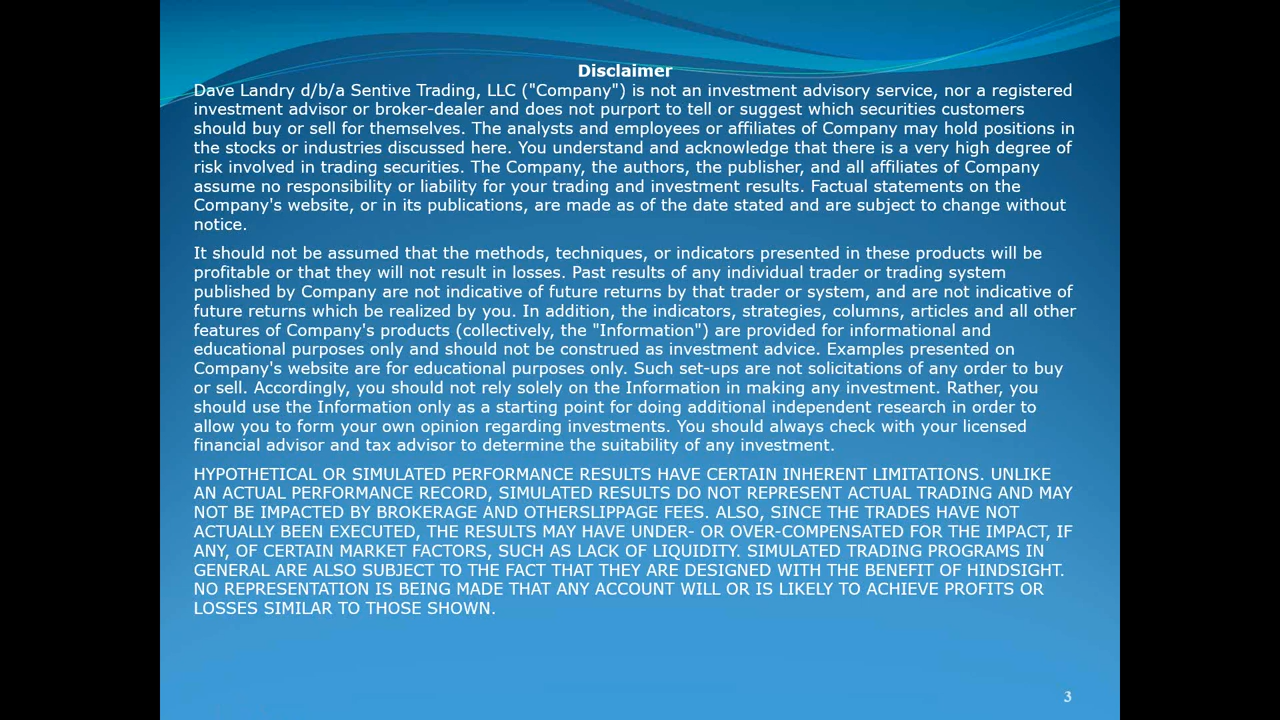 Disclaimer
Dave Landry d/b/a Sentive Trading, LLC ("Company") is not an investment advisory service, nor a registered
investment advisor or broker-dealer and does not purport to tell or suggest which securities customers
should buy or sell for themselves. The analysts and employees or affiliates of Company may hold positions in
the stocks or industries discussed here. You understand and acknowledge that there is a very high degree of
risk involved in trading securities. The Company, the authors, the publisher, and all affiliates of Company
assume no responsibility or liability for your trading and investment results. Factual statements on the
Company's website, or in its publications, are made as of the date stated and are subject to change without
notice.
It should not be assumed that the methods, techniques, or indicators presented in these products will be
profitable or that they will not result in losses. Past results of any individual trader or trading system
published by Company are not indicative of future returns by that trader or system, and are not indicative of
future returns which be realized by you. In addition, the indicators, strategies, columns, articles and all other
features of Company's products (collectively, the "Information") are provided for informational and
educational purposes only and should not be construed as investment advice. Examples presented on
Company's website are for educational purposes only. Such set-ups are not solicitations of any order to buy
or sell. Accordingly, you should not rely solely on the Information in making any investment. Rather, you
should use the Information only as a starting point for doing additional independent research in order to
allow you to form your own opinion regarding investments. You should always check with your licensed
financial advisor and tax advisor to determine the suitability of any investment.
HYPOTHETICAL OR SIMULATED PERFORMANCE RESULTS HAVE CERTAIN INHERENT LIMITATIONS. UNLIKE
AN ACTUAL PERFORMANCE RECORD, SIMULATED RESULTS DO NOT REPRESENT ACTUAL TRADING AND MAY
NOT BE IMPACTED BY BROKERAGE AND OTHERSLIPPAGE FEES. ALSO, SINCE THE TRADES HAVE NOT
ACTUALLY BEEN EXECUTED, THE RESULTS MAY HAVE UNDER- OR OVER-COMPENSATED FOR THE IMPACT, IF
ANY, OF CERTAIN MARKET FACTORS, SUCH AS LACK OF LIQUIDITY. SIMULATED TRADING PROGRAMS IN
GENERAL ARE ALSO SUBJECT TO THE FACT THAT THEY ARE DESIGNED WITH THE BENEFIT OF HINDSIGHT.
NO REPRESENTATION IS BEING MADE THAT ANY ACCOUNT WILL OR IS LIKELY TO ACHIEVE PROFITS OR
LOSSES SIMILAR TO THOSE SHOWN.
3